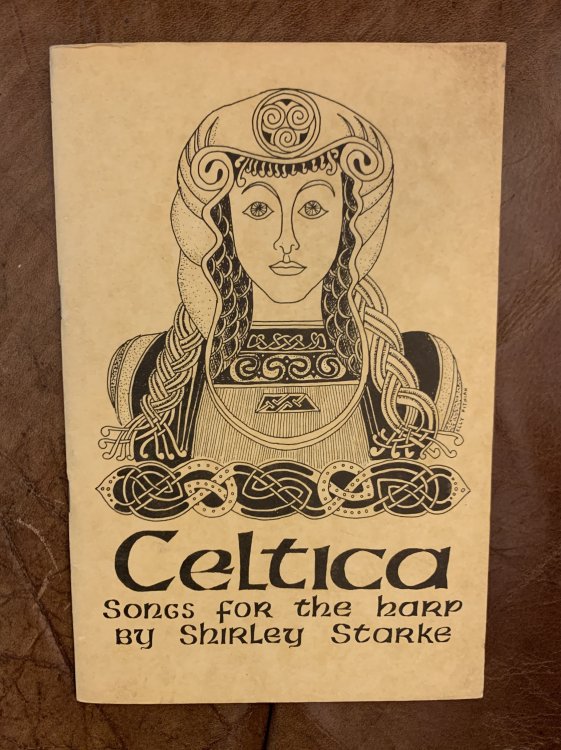 Celtica
Songs for the harp
by Shirley Starke